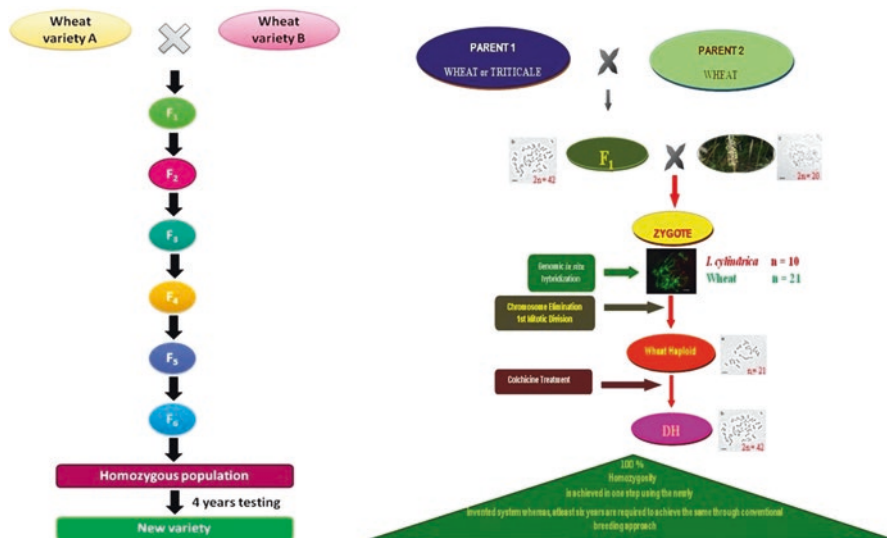 Wheat
variety A
Wheat
variety B
F1
F2
F3
F4
F5
F6
Homozygous population
4 years testing
New variety
PARENT 1
WHEAT or TRITICALE
PARENT 2
WHEAT
2n = 42
F1
2n = 20
ZYGOTE
Genomic in situ
hybridization
I. cylindrica n = 10
Wheat n = 21
Chromosome Elimination
1st Mitotic Division
Wheat Haploid
n = 21
Colchicine Treatment
DH
2n = 42
100 %
Homozygosity
is achieved in one step using the newly
invented system whereas, atleast six years are required to achieve the same through conventional
breeding approach